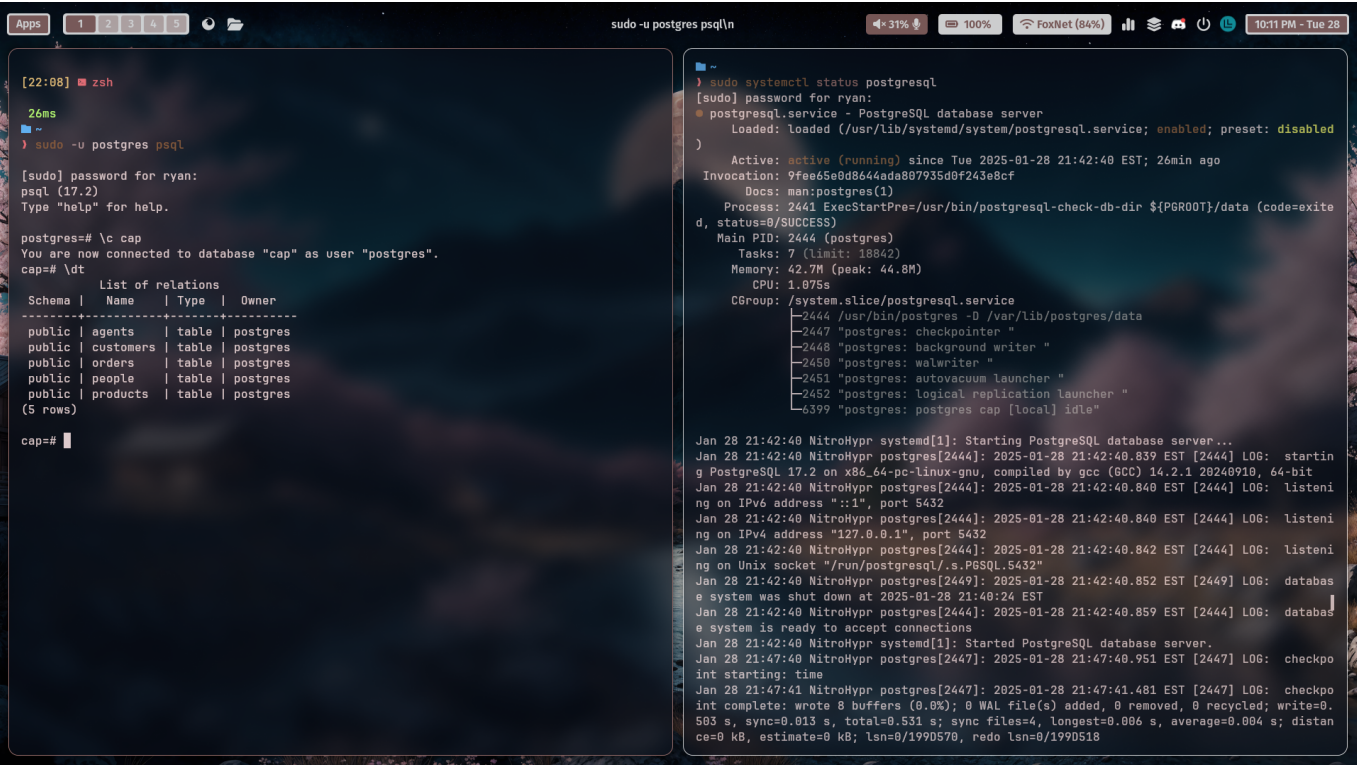 Apps 1 2 3 4 5 sudo -u postgres psql\n 31% 100% FoxNet (84%) 10:11 PM - Tue 28
[22:08] zsh
26ms
~
❯ sudo -u postgres psql
[sudo] password for ryan:
psql (17.2)
Type "help" for help.
postgres=# \c cap
You are now connected to database "cap" as user "postgres".
cap=# \dt
List of relations
Schema | Name | Type | Owner
--------+-----------+-------+----------
public | agents | table | postgres
public | customers | table | postgres
public | orders | table | postgres
public | people | table | postgres
public | products | table | postgres
(5 rows)
cap=#
~
❯ sudo systemctl status postgresql
[sudo] password for ryan:
● postgresql.service - PostgreSQL database server
Loaded: loaded (/usr/lib/systemd/system/postgresql.service; enabled; preset: disabled
)
Active: active (running) since Tue 2025-01-28 21:42:40 EST; 26min ago
Invocation: 9fee65e0d8644ada807935d0f243e8cf
Docs: man:postgres(1)
Process: 2441 ExecStartPre=/usr/bin/postgresql-check-db-dir ${PGROOT}/data (code=exite
d, status=0/SUCCESS)
Main PID: 2444 (postgres)
Tasks: 7 (limit: 18842)
Memory: 42.7M (peak: 44.8M)
CPU: 1.075s
CGroup: /system.slice/postgresql.service
├─2444 /usr/bin/postgres -D /var/lib/postgres/data
├─2447 "postgres: checkpointer "
├─2448 "postgres: background writer "
├─2450 "postgres: walwriter "
├─2451 "postgres: autovacuum launcher "
├─2452 "postgres: logical replication launcher "
└─6399 "postgres: postgres cap [local] idle"
Jan 28 21:42:40 NitroHypr systemd[1]: Starting PostgreSQL database server...
Jan 28 21:42:40 NitroHypr postgres[2444]: 2025-01-28 21:42:40.839 EST [2444] LOG:  startin
g PostgreSQL 17.2 on x86_64-pc-linux-gnu, compiled by gcc (GCC) 14.2.1 20240910, 64-bit
Jan 28 21:42:40 NitroHypr postgres[2444]: 2025-01-28 21:42:40.840 EST [2444] LOG:  listeni
ng on IPv6 address "::1", port 5432
Jan 28 21:42:40 NitroHypr postgres[2444]: 2025-01-28 21:42:40.840 EST [2444] LOG:  listeni
ng on IPv4 address "127.0.0.1", port 5432
Jan 28 21:42:40 NitroHypr postgres[2444]: 2025-01-28 21:42:40.842 EST [2444] LOG:  listeni
ng on Unix socket "/run/postgresql/.s.PGSQL.5432"
Jan 28 21:42:40 NitroHypr postgres[2449]: 2025-01-28 21:42:40.852 EST [2449] LOG:  databas
e system was shut down at 2025-01-28 21:40:24 EST
Jan 28 21:42:40 NitroHypr postgres[2444]: 2025-01-28 21:42:40.859 EST [2444] LOG:  databas
e system is ready to accept connections
Jan 28 21:42:40 NitroHypr systemd[1]: Started PostgreSQL database server.
Jan 28 21:47:40 NitroHypr postgres[2447]: 2025-01-28 21:47:40.951 EST [2447] LOG:  checkpo
int starting: time
Jan 28 21:47:41 NitroHypr postgres[2447]: 2025-01-28 21:47:41.481 EST [2447] LOG:  checkpo
int complete: wrote 8 buffers (0.0%); 0 WAL file(s) added, 0 removed, 0 recycled; write=0.
503 s, sync=0.013 s, total=0.531 s; sync files=4, longest=0.006 s, average=0.004 s; distan
ce=0 kB, estimate=0 kB; lsn=0/199D570, redo lsn=0/199D518